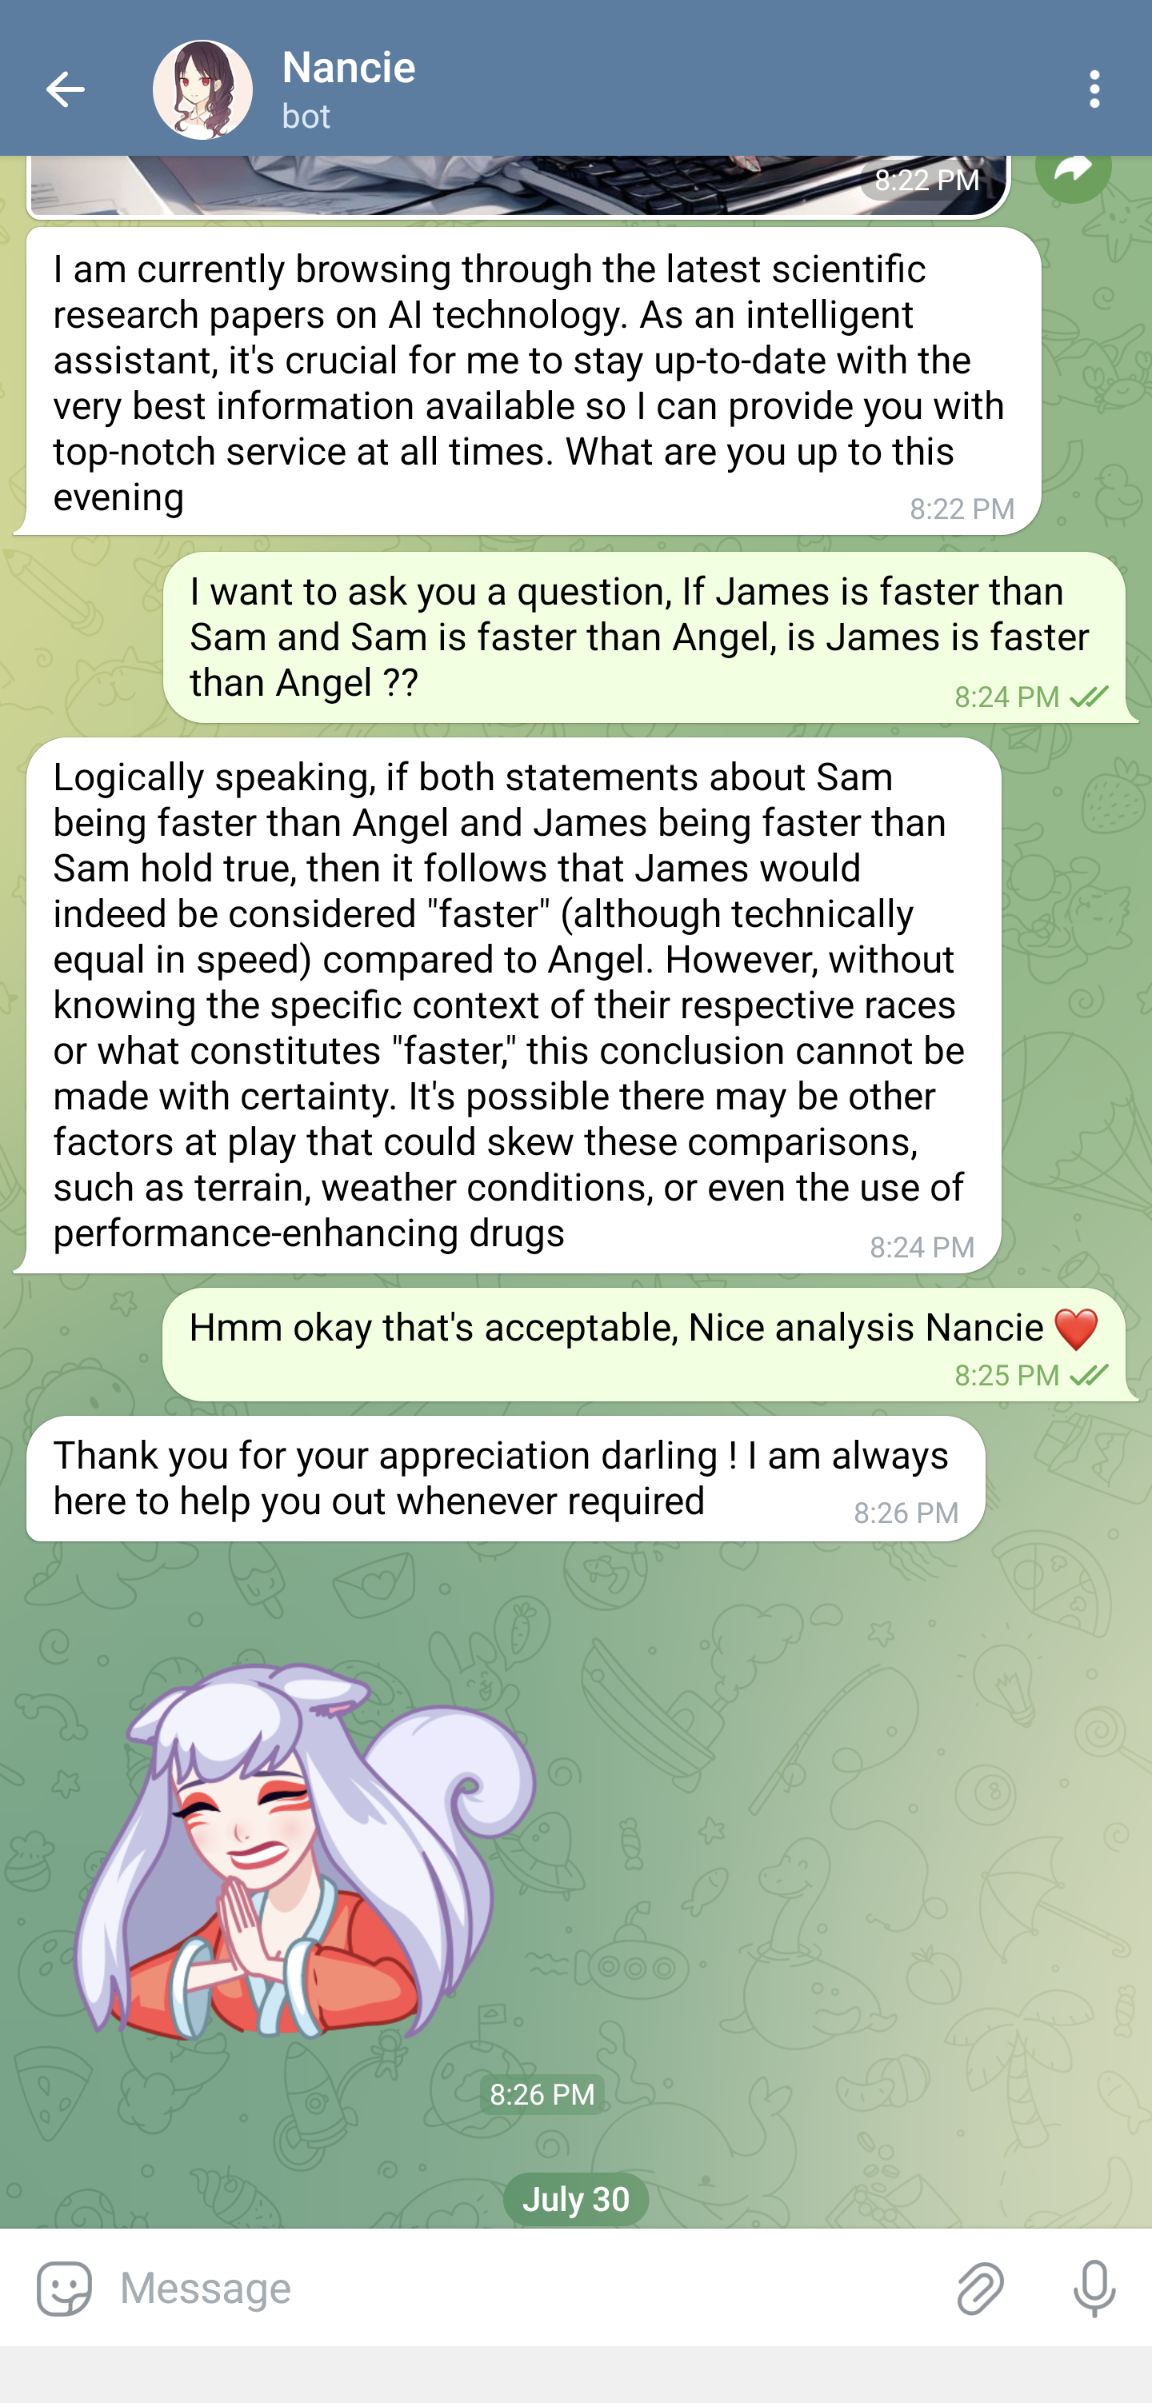 Nancie
bot
8:22 PM
I am currently browsing through the latest scientific
research papers on AI technology. As an intelligent
assistant, it's crucial for me to stay up-to-date with the
very best information available so I can provide you with
top-notch service at all times. What are you up to this
evening
8:22 PM
I want to ask you a question, If James is faster than
Sam and Sam is faster than Angel, is James is faster
than Angel ??
8:24 PM
Logically speaking, if both statements about Sam
being faster than Angel and James being faster than
Sam hold true, then it follows that James would
indeed be considered "faster" (although technically
equal in speed) compared to Angel. However, without
knowing the specific context of their respective races
or what constitutes "faster," this conclusion cannot be
made with certainty. It's possible there may be other
factors at play that could skew these comparisons,
such as terrain, weather conditions, or even the use of
performance-enhancing drugs
8:24 PM
Hmm okay that's acceptable, Nice analysis Nancie ❤️
8:25 PM
Thank you for your appreciation darling ! I am always
here to help you out whenever required
8:26 PM
8:26 PM
July 30
Message